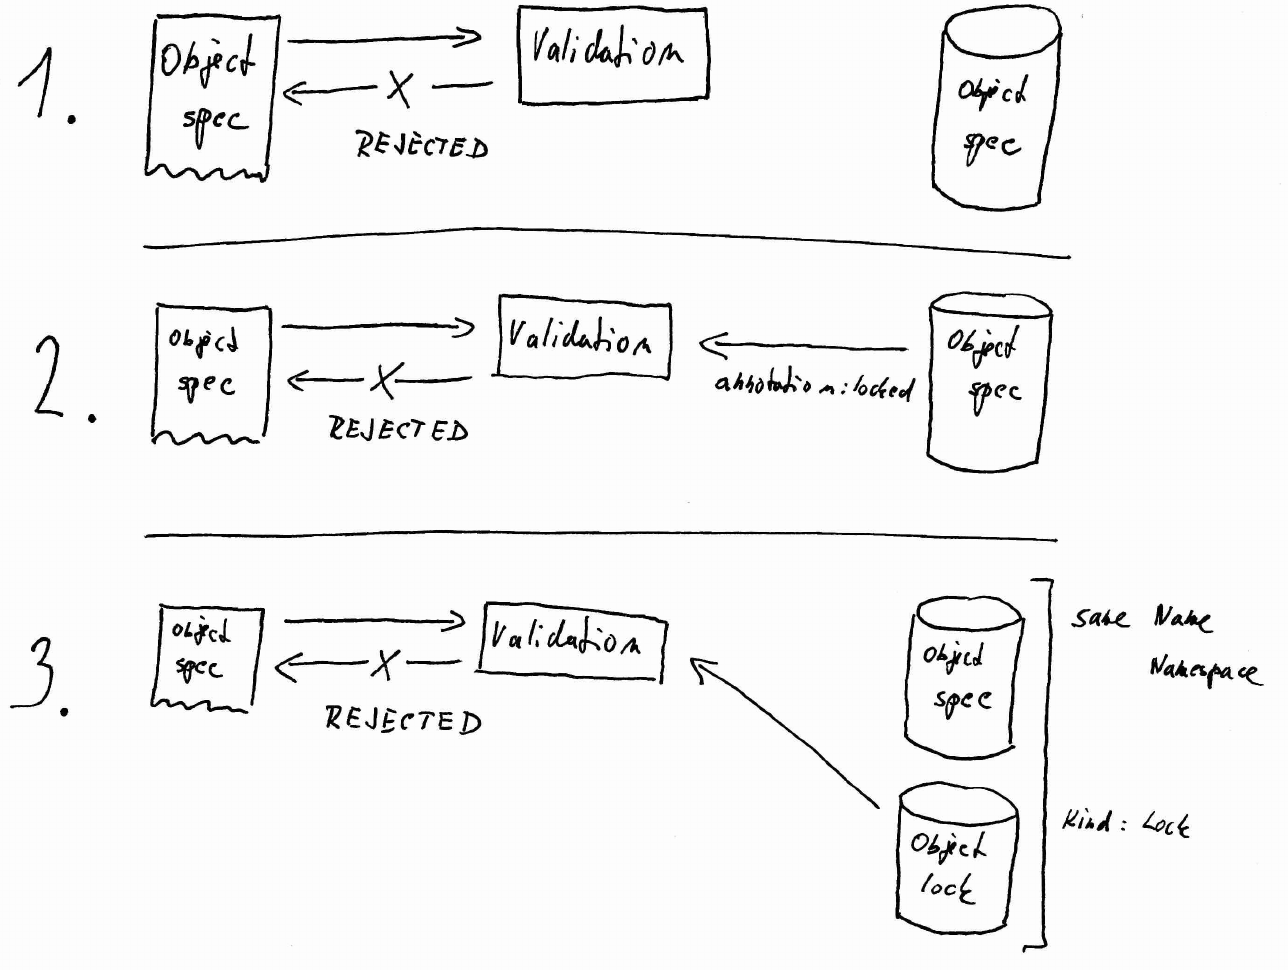 1.
Object
spec
Validation
X
REJECTED
Object
spec
2.
Object
spec
Validation
X
REJECTED
annotation:locked
Object
spec
3.
Object
spec
Validation
X
REJECTED
Object
spec
same Name
Namespace
Object
lock
Kind: Lock